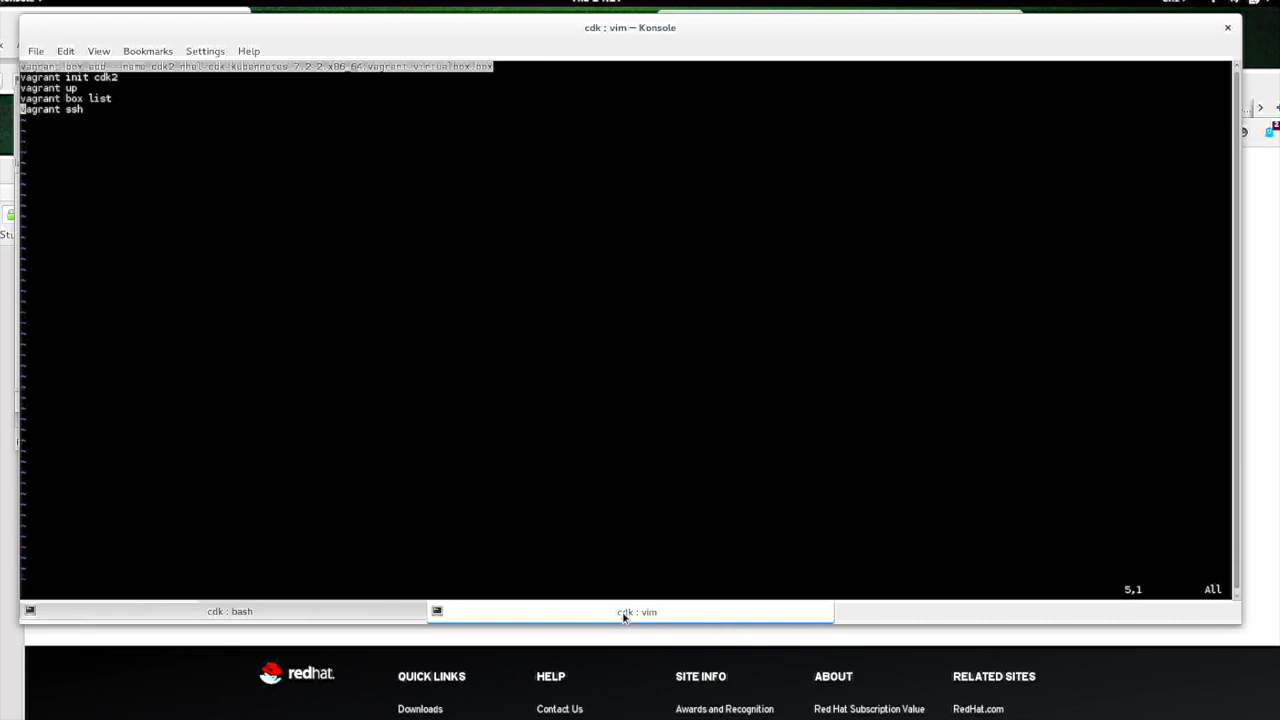 cdk : vim – Konsole
File Edit View Bookmarks Settings Help
vagrant box add --name cdk2 rhel-cdk-kubernetes-7.2-2.x86_64.vagrant-virtualbox.box
vagrant init cdk2
vagrant up
vagrant box list
vagrant ssh
5,1 All
cdk : bash
cdk : vim
redhat.
QUICK LINKS
HELP
SITE INFO
ABOUT
RELATED SITES
Downloads
Contact Us
Awards and Recognition
Red Hat Subscription Value
RedHat.com